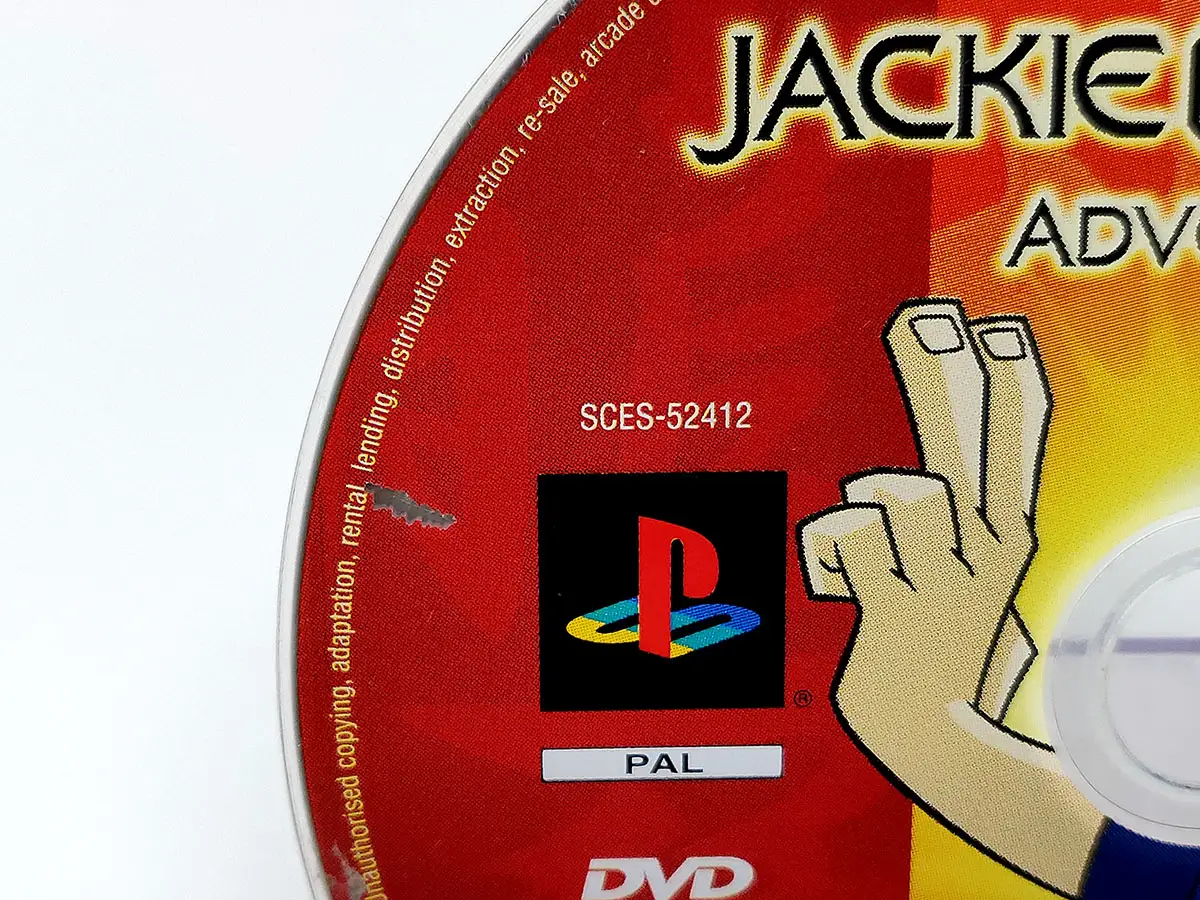 JACKIE
ADV
SCES-52412
®
PAL
DVD
unauthorised copying, adaptation, rental, lending, distribution, extraction, re-sale, arcade